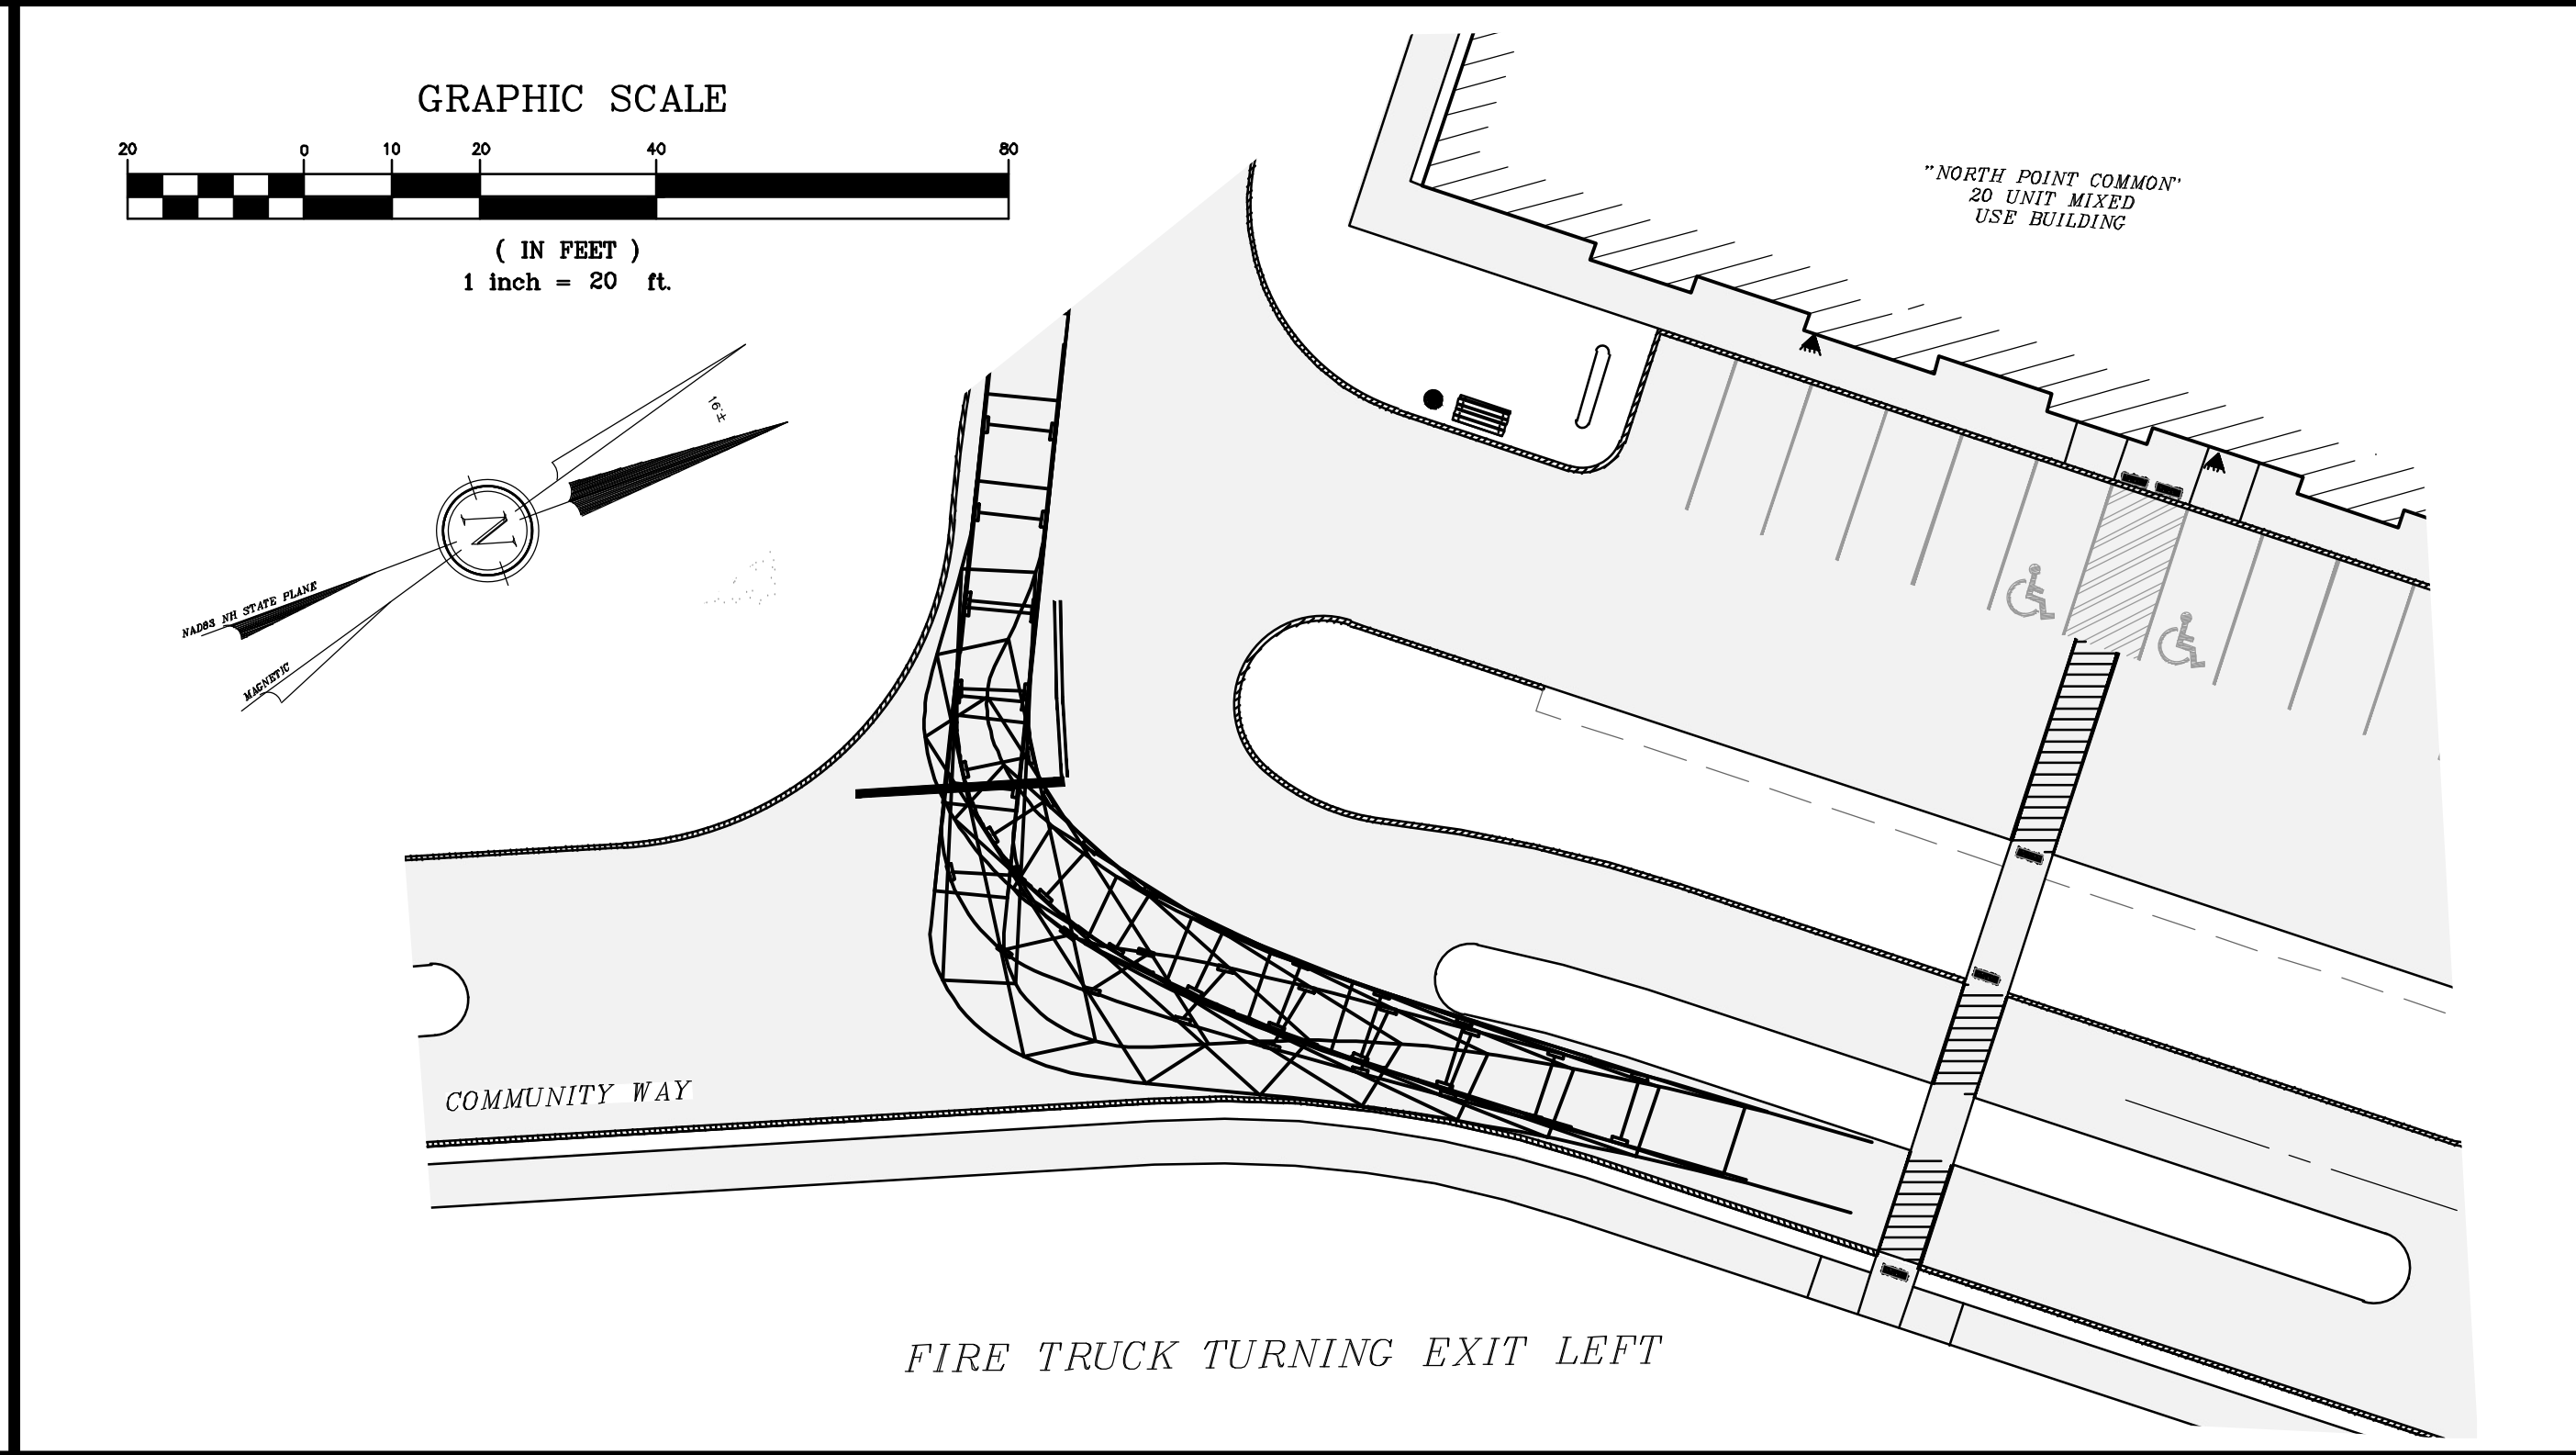 GRAPHIC SCALE
20 0 10 20 40 80
( IN FEET )
1 inch = 20 ft.
"NORTH POINT COMMON"
20 UNIT MIXED
USE BUILDING
16'±
N
NAD83 NH STATE PLANE
MAGNETIC
COMMUNITY WAY
FIRE TRUCK TURNING EXIT LEFT